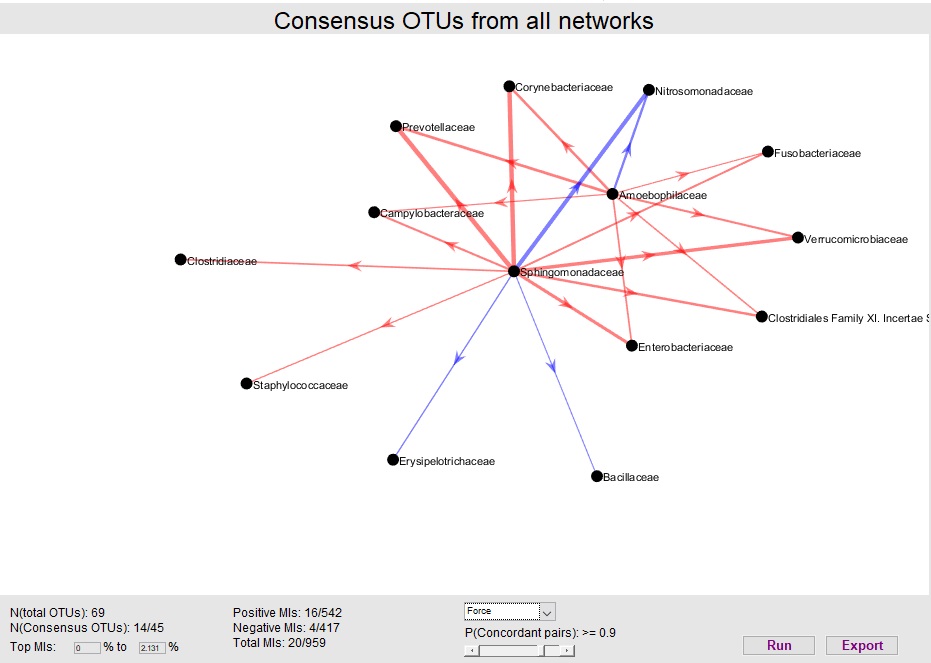 Consensus OTUs from all networks
Corynebacteriaceae
Nitrosomonadaceae
Prevotellaceae
Fusobacteriaceae
Amoebophilaceae
Campylobacteraceae
Verrucomicrobiaceae
Clostridiaceae
Sphingomonadaceae
Clostridiales Family XI. Incertae S
Enterobacteriaceae
Staphylococcaceae
Erysipelotrichaceae
Bacillaceae
N(total OTUs): 69
N(Consensus OTUs): 14/45
Top MIs: 0 % to 2.131 %
Positive MIs: 16/542
Negative MIs: 4/417
Total MIs: 20/959
Force
P(Concordant pairs): >= 0.9
Run
Export